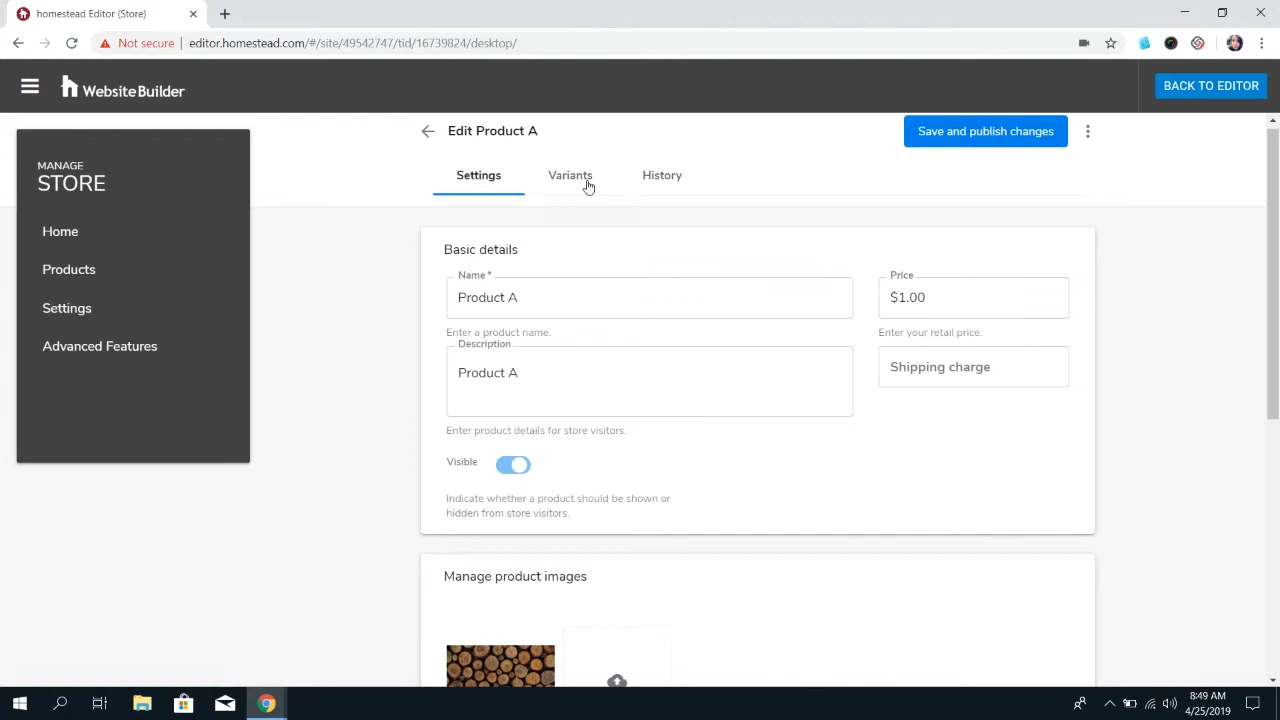 homestead Editor (Store)
Not secure
editor.homestead.com/#/site/49542747/tid/16739824/desktop/
WebsiteBuilder
BACK TO EDITOR
MANAGE
STORE
Home
Products
Settings
Advanced Features
Edit Product A
Save and publish changes
Settings
Variants
History
Basic details
Name *
Product A
Enter a product name.
Price
$1.00
Enter your retail price.
Description
Product A
Enter product details for store visitors.
Shipping charge
Visible
Indicate whether a product should be shown or
hidden from store visitors.
Manage product images
8:49 AM
4/25/2019